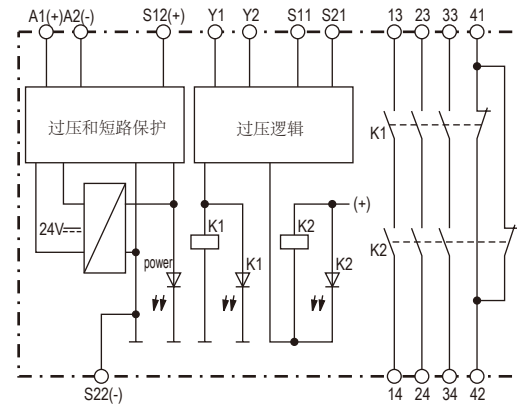 A1(+) A2(-) S12(+) Y1 Y2 S11 S21 13 23 33 41
过压和短路保护 过压逻辑
K1
24V
K1 K2 (+)
power K1 K2
K2
S22(-) 14 24 34 42